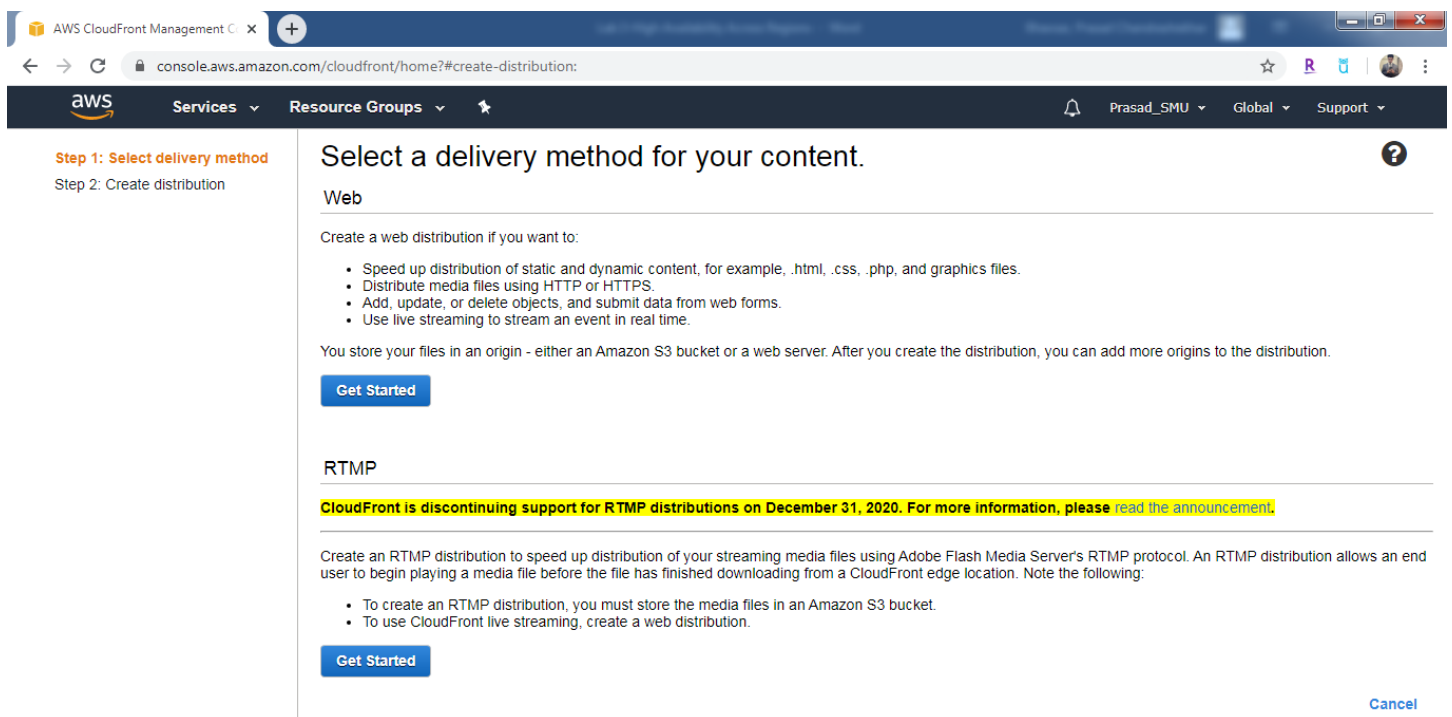 AWS CloudFront Management C
console.aws.amazon.com/cloudfront/home?#create-distribution:
R
aws Services Resource Groups Prasad_SMU Global Support
Step 1: Select delivery method
Step 2: Create distribution
Select a delivery method for your content.
Web
Create a web distribution if you want to:
• Speed up distribution of static and dynamic content, for example, .html, .css, .php, and graphics files.
• Distribute media files using HTTP or HTTPS.
• Add, update, or delete objects, and submit data from web forms.
• Use live streaming to stream an event in real time.
You store your files in an origin - either an Amazon S3 bucket or a web server. After you create the distribution, you can add more origins to the distribution.
Get Started
RTMP
CloudFront is discontinuing support for RTMP distributions on December 31, 2020. For more information, please read the announcement.
Create an RTMP distribution to speed up distribution of your streaming media files using Adobe Flash Media Server's RTMP protocol. An RTMP distribution allows an end
user to begin playing a media file before the file has finished downloading from a CloudFront edge location. Note the following:
• To create an RTMP distribution, you must store the media files in an Amazon S3 bucket.
• To use CloudFront live streaming, create a web distribution.
Get Started
Cancel